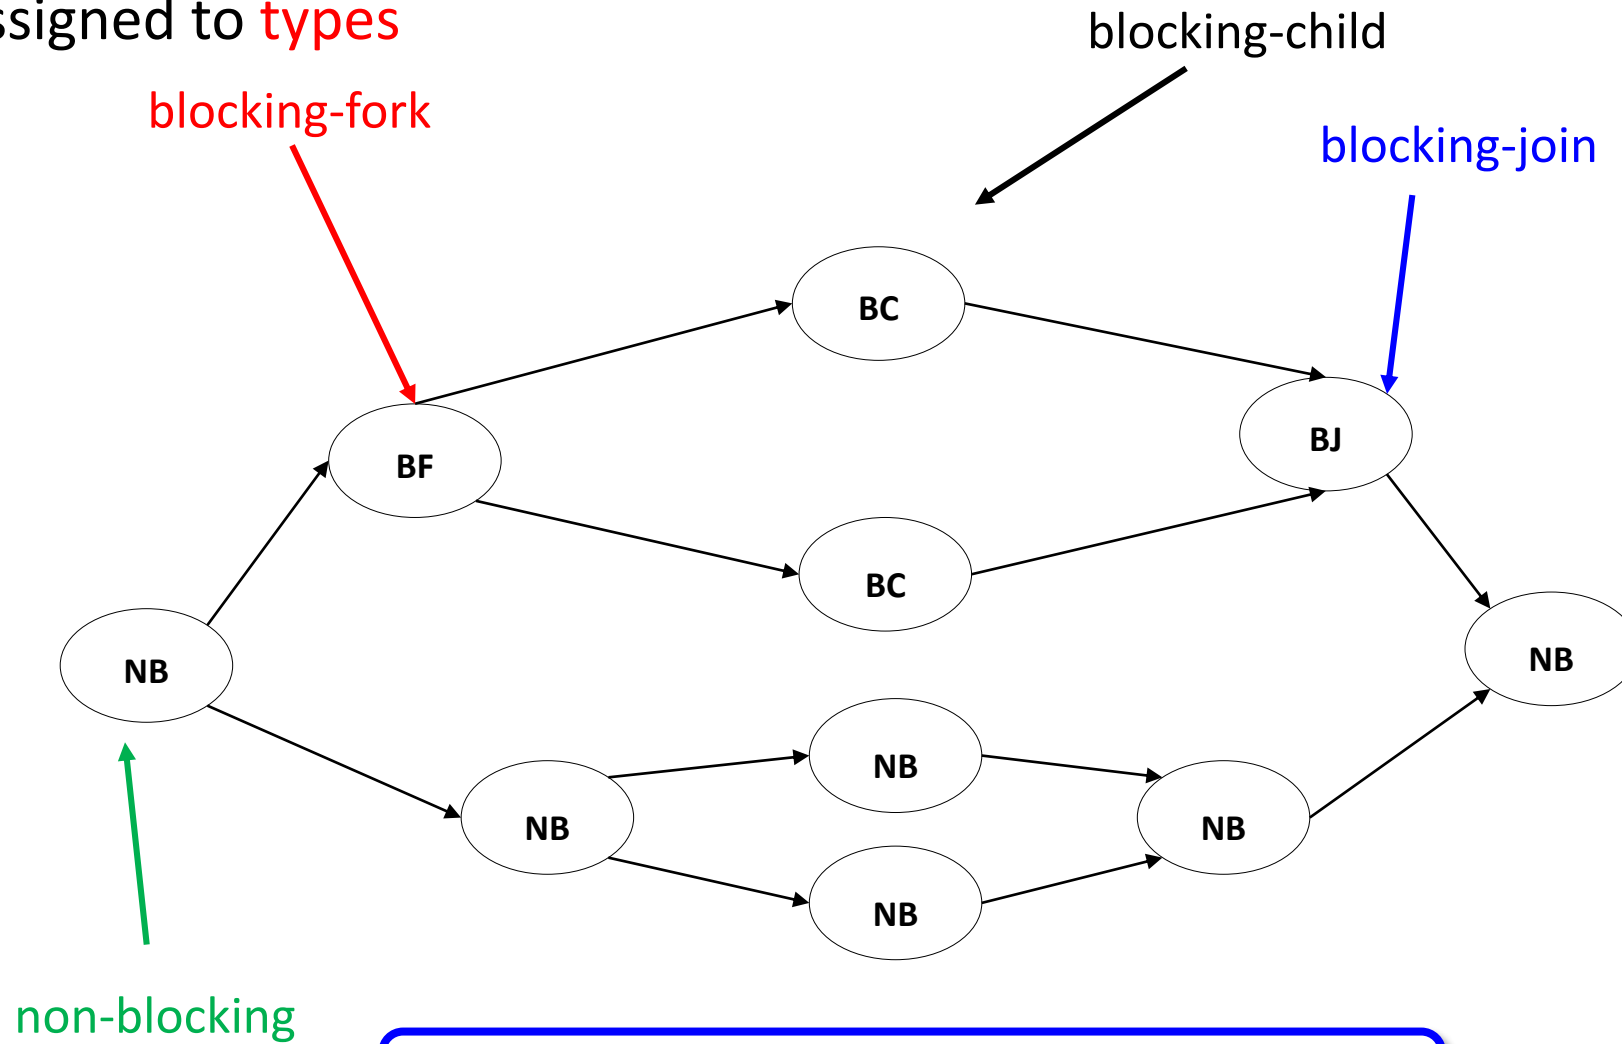 ssigned to types
blocking-child
blocking-fork
blocking-join
BC
BJ
BF
BC
NB
NB
NB
NB
NB
NB
non-blocking